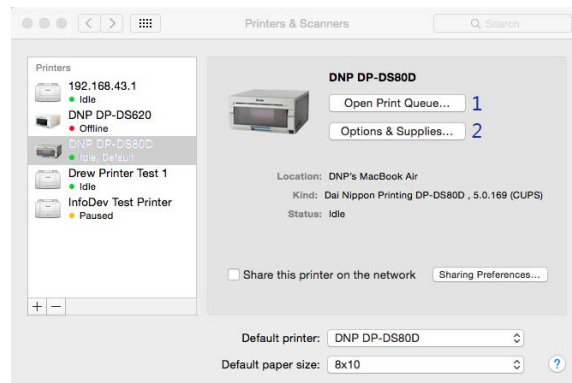 Printers & Scanners
Search
Printers
192.168.43.1
Idle
DNP DP-DS620
Offline
DNP DP-DS80D
Idle, Default
Drew Printer Test 1
Idle
InfoDev Test Printer
Paused
+ −
DNP DP-DS80D
Open Print Queue... 1
Options & Supplies... 2
Location: DNP's MacBook Air
Kind: Dai Nippon Printing DP-DS80D , 5.0.169 (CUPS)
Status: Idle
Share this printer on the network Sharing Preferences...
Default printer: DNP DP-DS80D
Default paper size: 8x10
?